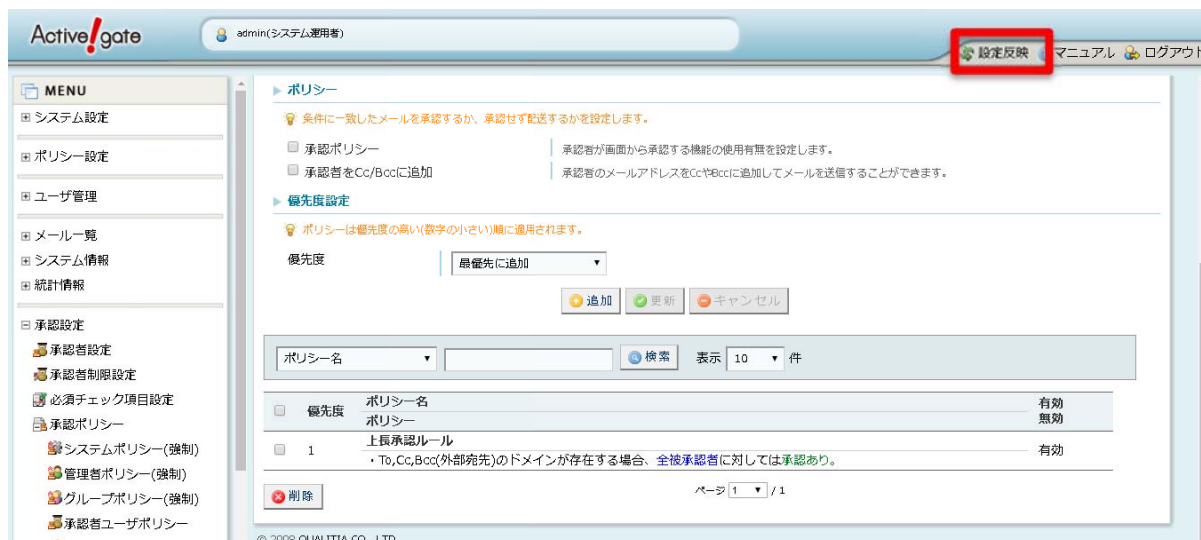 Active! gate
admin(システム運用者)
設定反映 マニュアル ログアウト
MENU
システム設定
ポリシー設定
ユーザ管理
メール一覧
システム情報
統計情報
承認設定
承認者設定
承認者制限設定
必須チェック項目設定
承認ポリシー
システムポリシー(強制)
管理者ポリシー(強制)
グループポリシー(強制)
承認者ユーザポリシー
ポリシー
条件に一致したメールを承認するか、承認せず配送するかを設定します。
承認ポリシー 承認者が画面から承認する機能の使用有無を設定します。
承認者をCc/Bccに追加 承認者のメールアドレスをCcやBccに追加してメールを送信することができます。
優先度設定
ポリシーは優先度の高い(数字の小さい)順に適用されます。
優先度 最優先に追加
追加 更新 キャンセル
ポリシー名 検索 表示 10 件
優先度 ポリシー名 有効
ポリシー 無効
1 上長承認ルール 有効
・To,Cc,Bcc(外部宛先)のドメインが存在する場合、全被承認者に対しては承認あり。
削除 ページ 1 / 1
© 2008 QUALITIA CO., LTD.